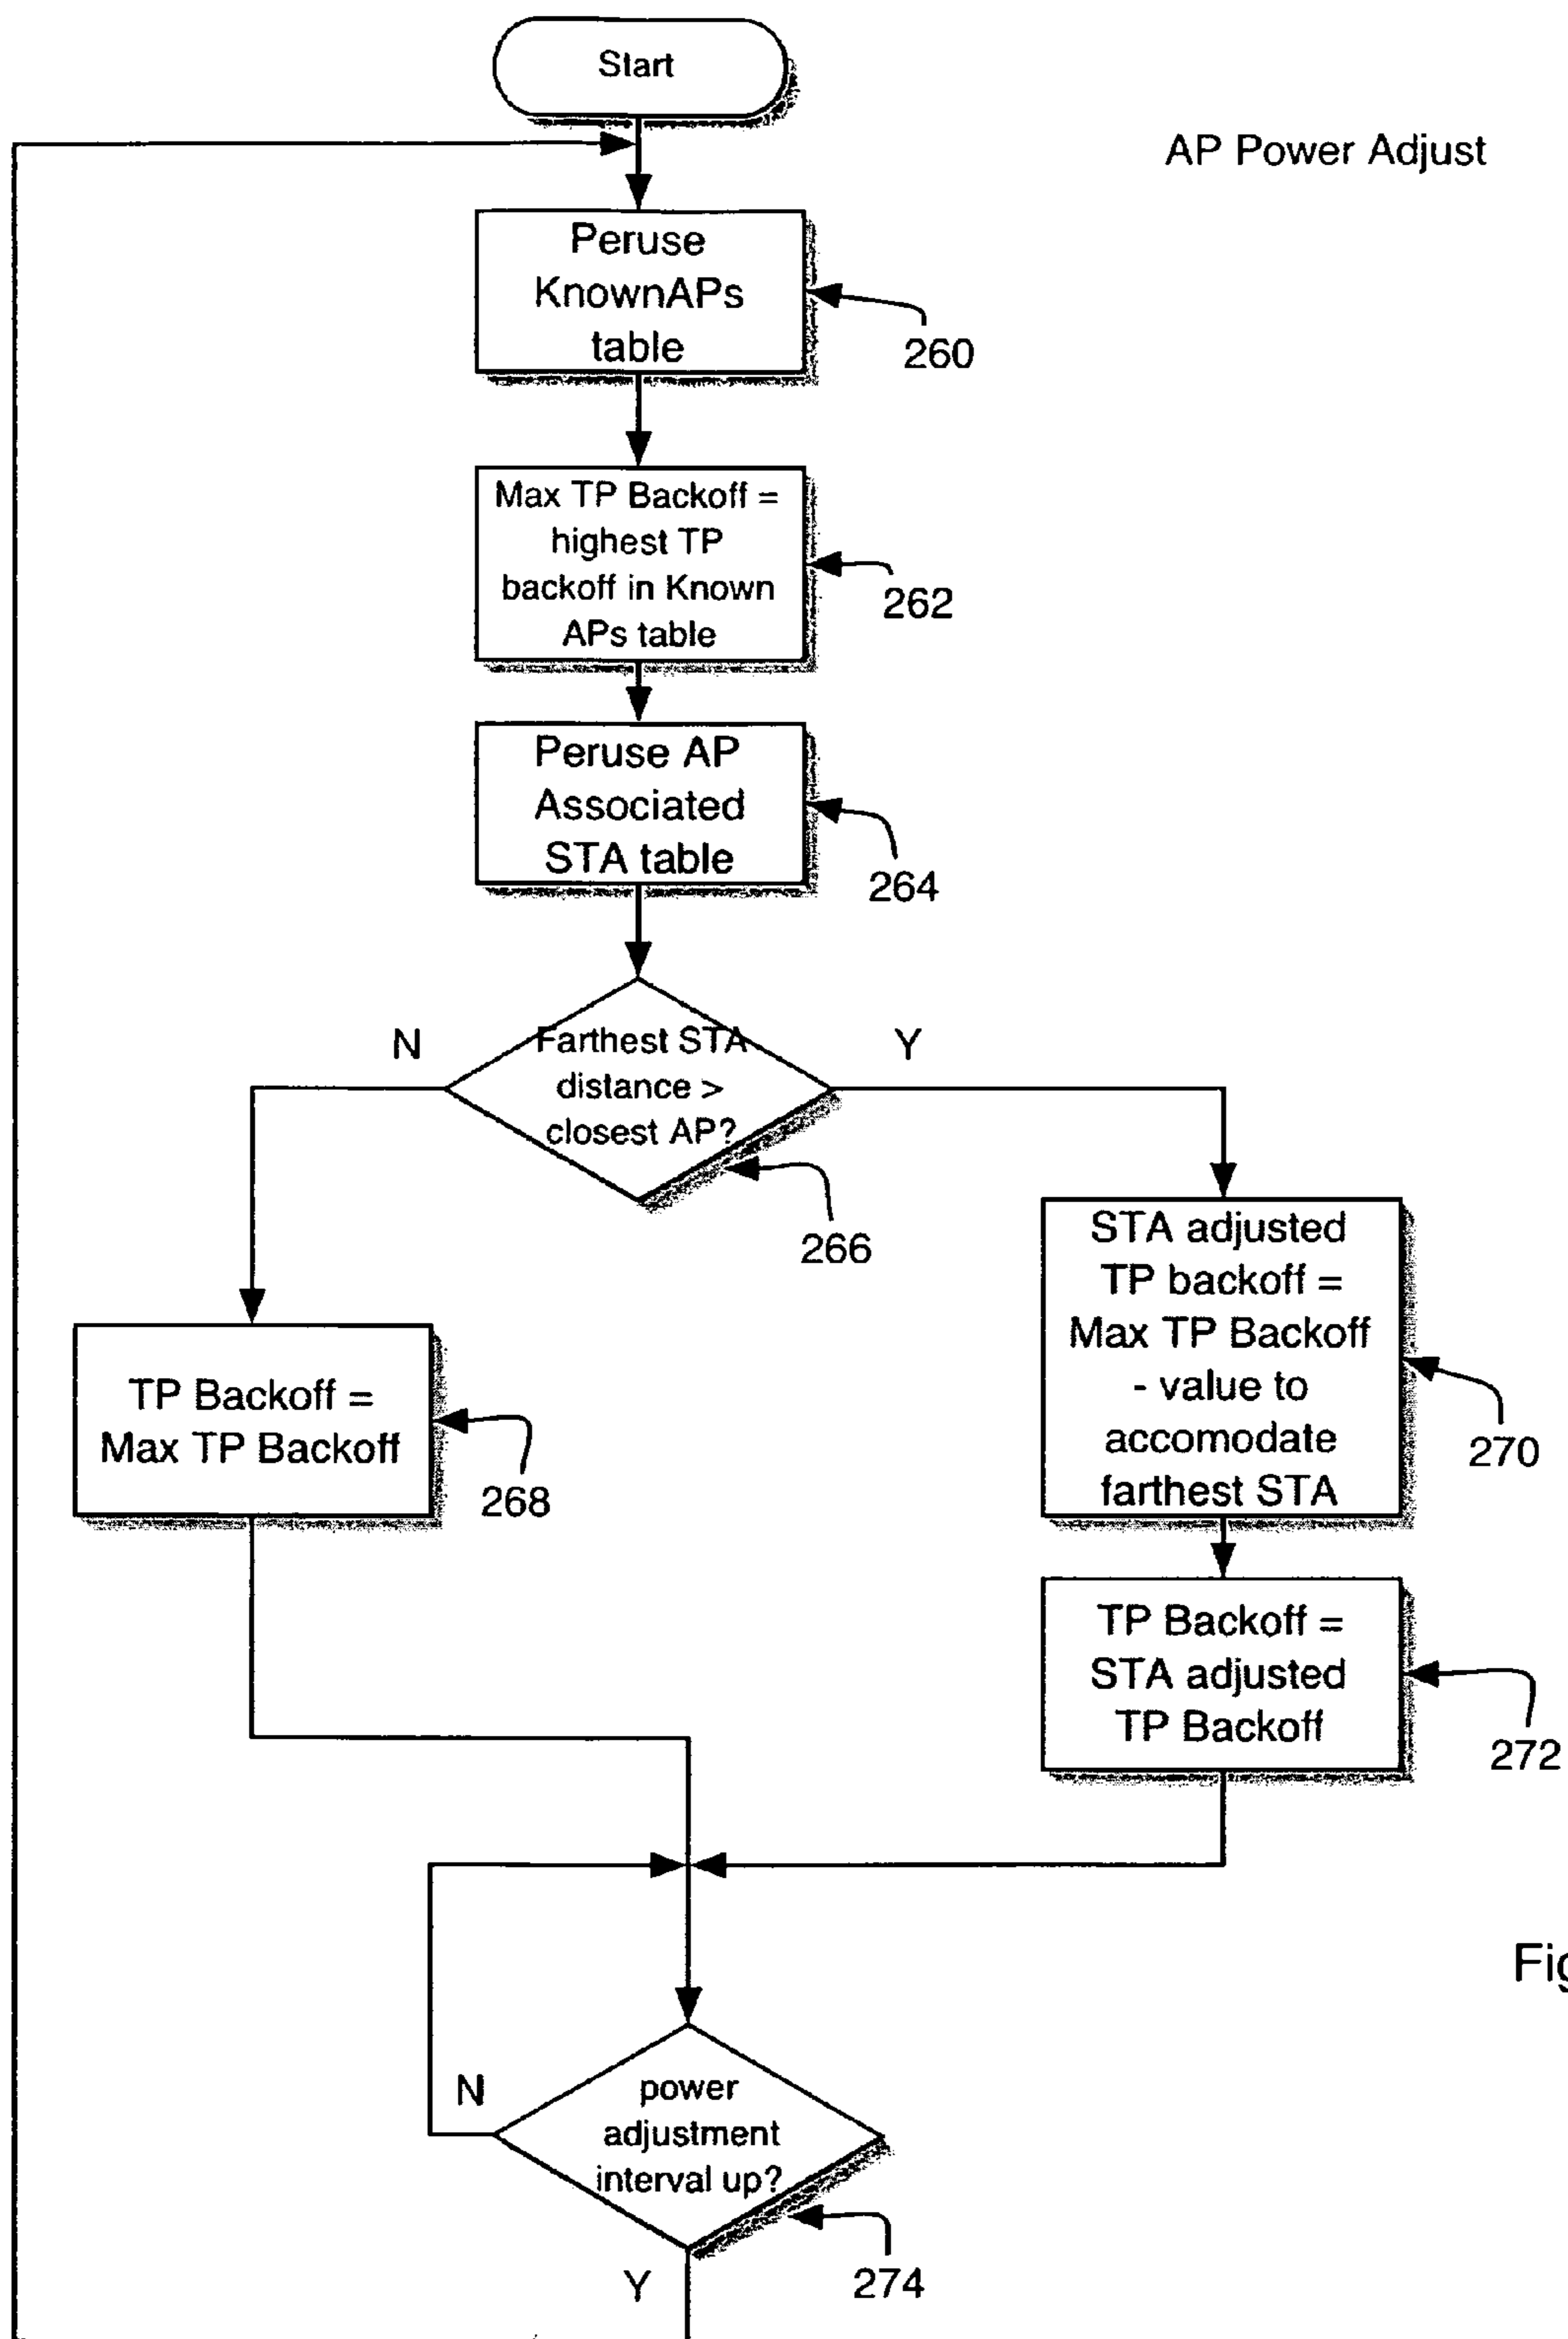 Start
AP Power Adjust
Peruse
KnownAPs
table
260
Max TP Backoff =
highest TP
backoff in Known
APs table
262
Peruse AP
Associated
STA table
264
N
Farthest STA
distance >
closest AP?
Y
266
STA adjusted
TP backoff =
Max TP Backoff
- value to
accomodate
farthest STA
270
TP Backoff =
Max TP Backoff
268
TP Backoff =
STA adjusted
TP Backoff
272
N
power
adjustment
interval up?
Y
274